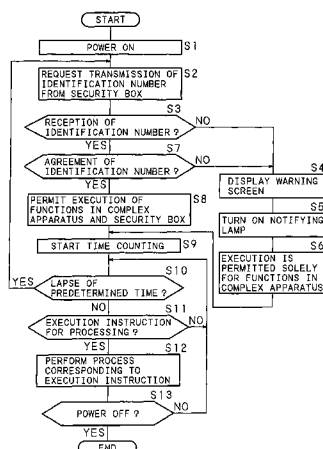 START
S1
POWER ON
S2
REQUEST TRANSMISSION OF
IDENTIFICATION NUMBER
FROM SECURITY BOX
S3
RECEPTION OF
IDENTIFICATION NUMBER?
NO
YES
S7
AGREEMENT OF
IDENTIFICATION NUMBER?
NO
YES
S8
PERMIT EXECUTION OF
FUNCTIONS IN COMPLEX
APPARATUS AND SECURITY BOX
S4
DISPLAY WARNING
SCREEN
S5
TURN ON NOTIFYING
LAMP
S6
EXECUTION IS
PERMITTED SOLELY
FOR FUNCTIONS IN
COMPLEX APPARATUS
S9
START TIME COUNTING
S10
YES
LAPSE OF
PREDETERMINED TIME?
NO
S11
EXECUTION INSTRUCTION
FOR PROCESSING?
NO
YES
S12
PERFORM PROCESS
CORRESPONDING TO
EXECUTION INSTRUCTION
S13
POWER OFF?
NO
YES
END